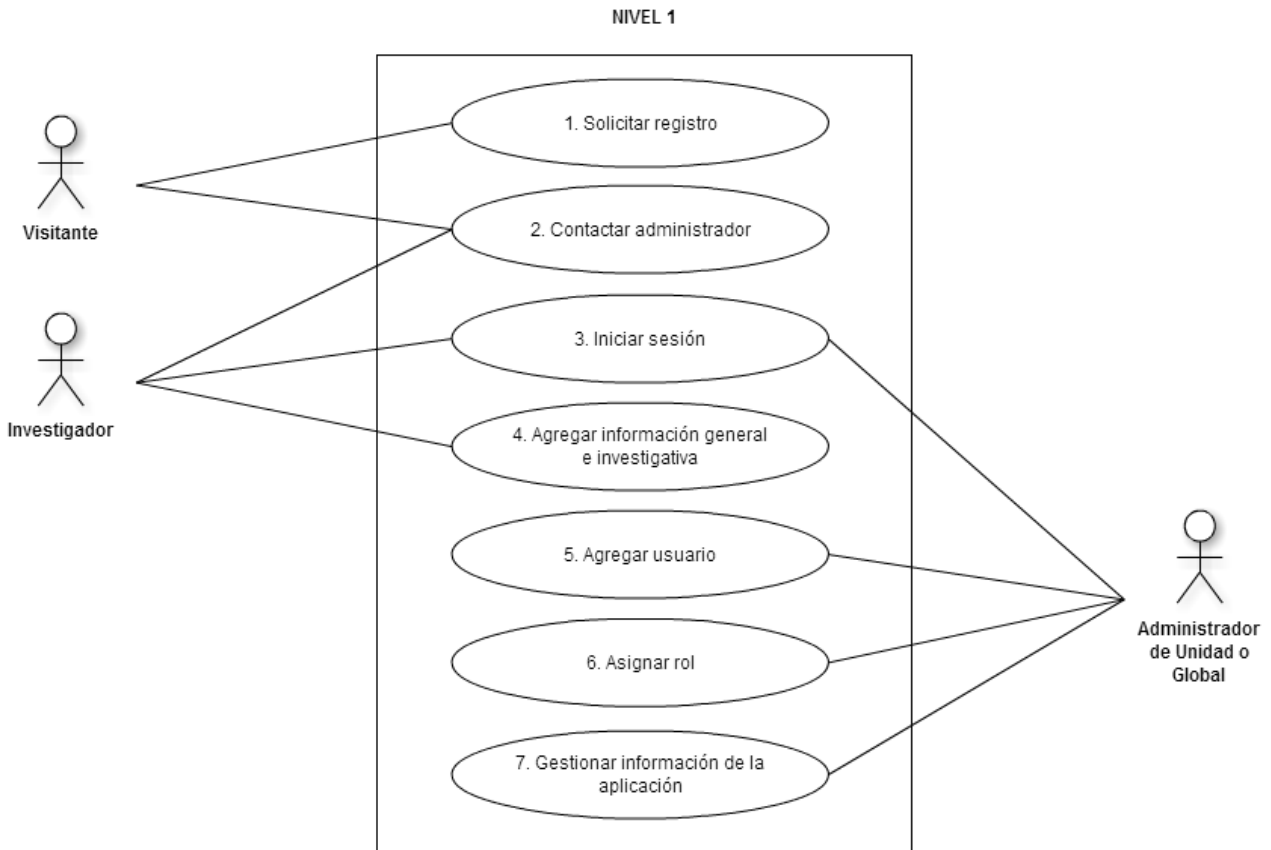 NIVEL 1
1. Solicitar registro
2. Contactar administrador
3. Iniciar sesión
4. Agregar información general
e investigativa
5. Agregar usuario
6. Asignar rol
7. Gestionar información de la
aplicación
Visitante
Investigador
Administrador
de Unidad o
Global